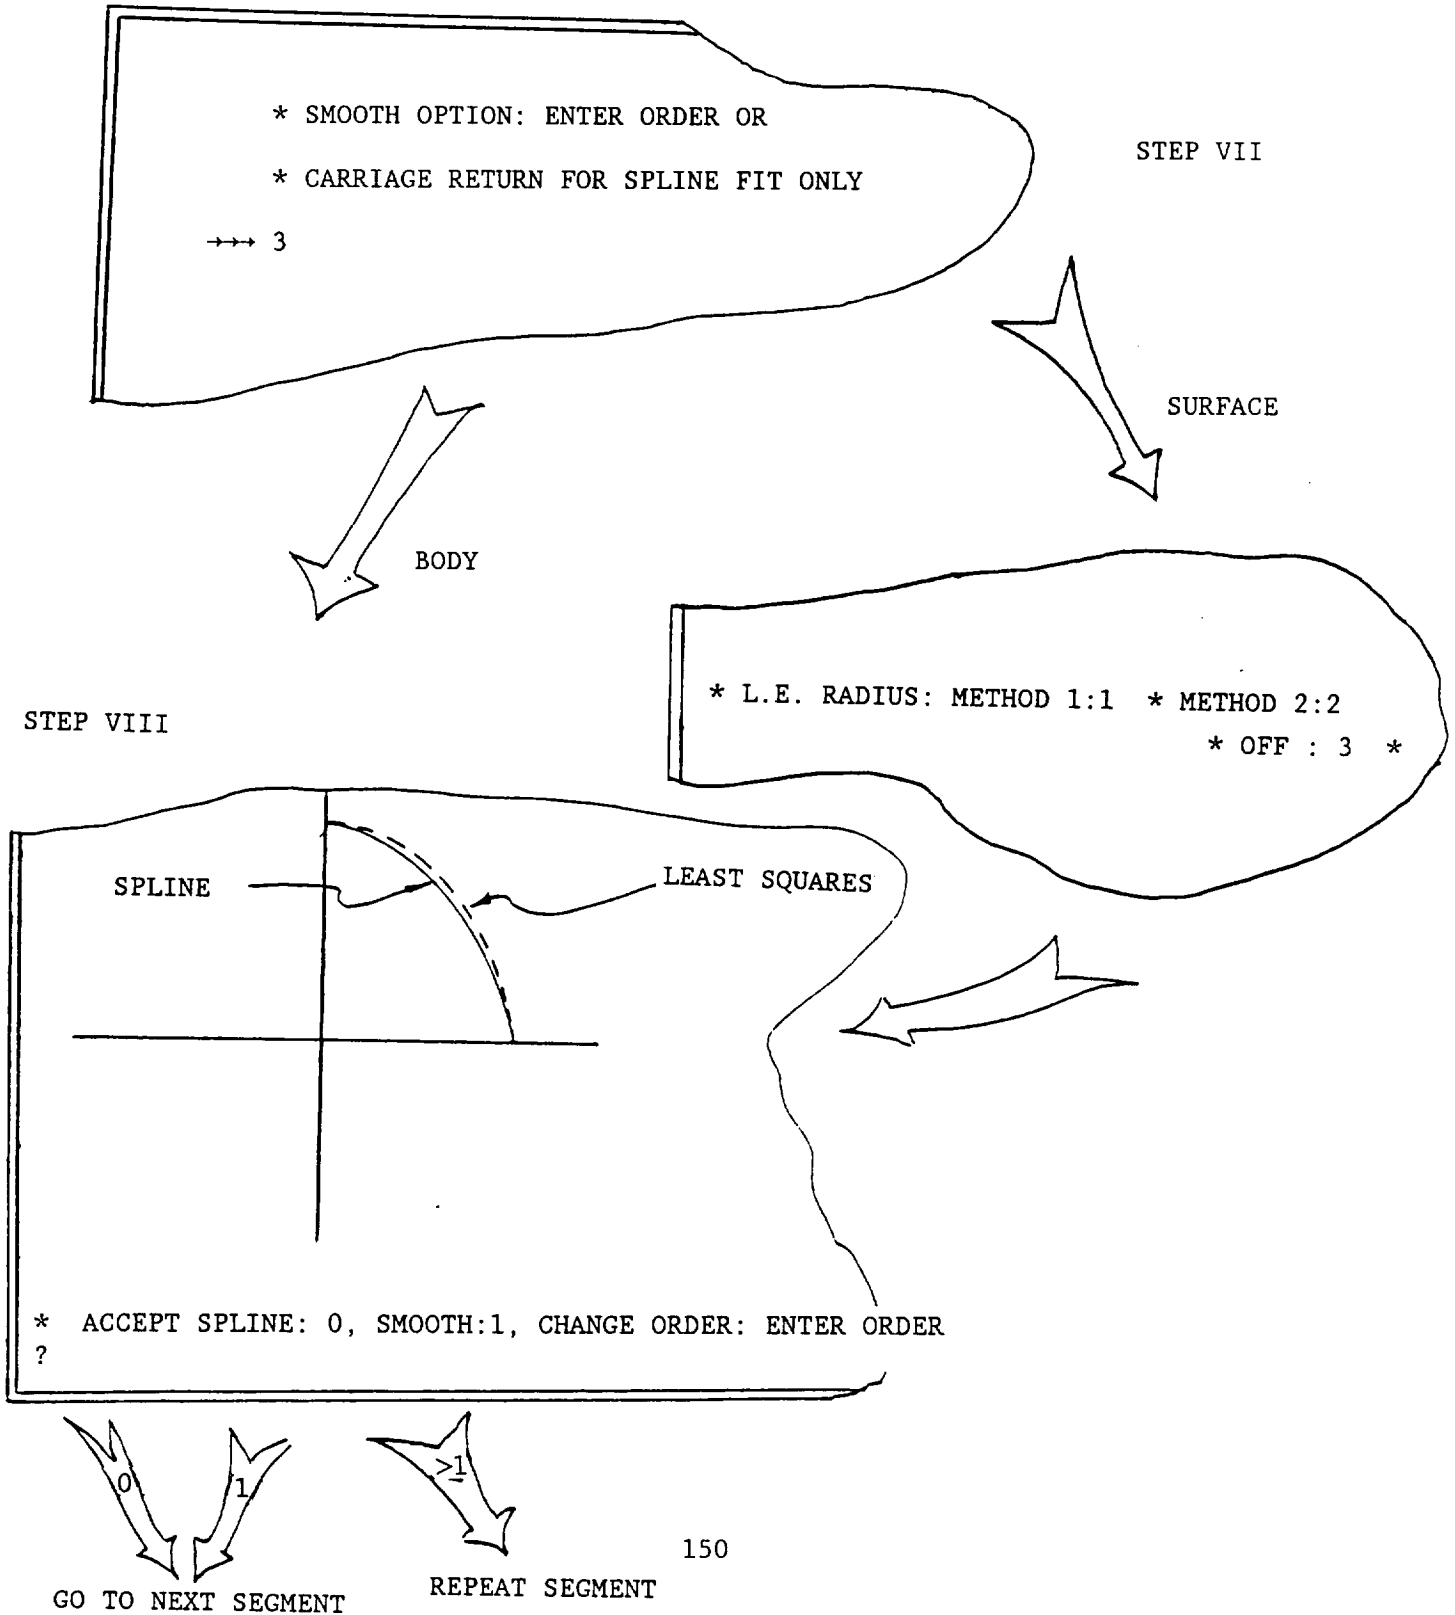 * SMOOTH OPTION: ENTER ORDER OR
STEP VII
* CARRIAGE RETURN FOR SPLINE FIT ONLY
→→→ 3
SURFACE
BODY
* L.E. RADIUS: METHOD 1:1 * METHOD 2:2
* OFF : 3 *
STEP VIII
SPLINE
LEAST SQUARES
* ACCEPT SPLINE: 0, SMOOTH:1, CHANGE ORDER: ENTER ORDER
?
0
1
>1
GO TO NEXT SEGMENT
REPEAT SEGMENT
150